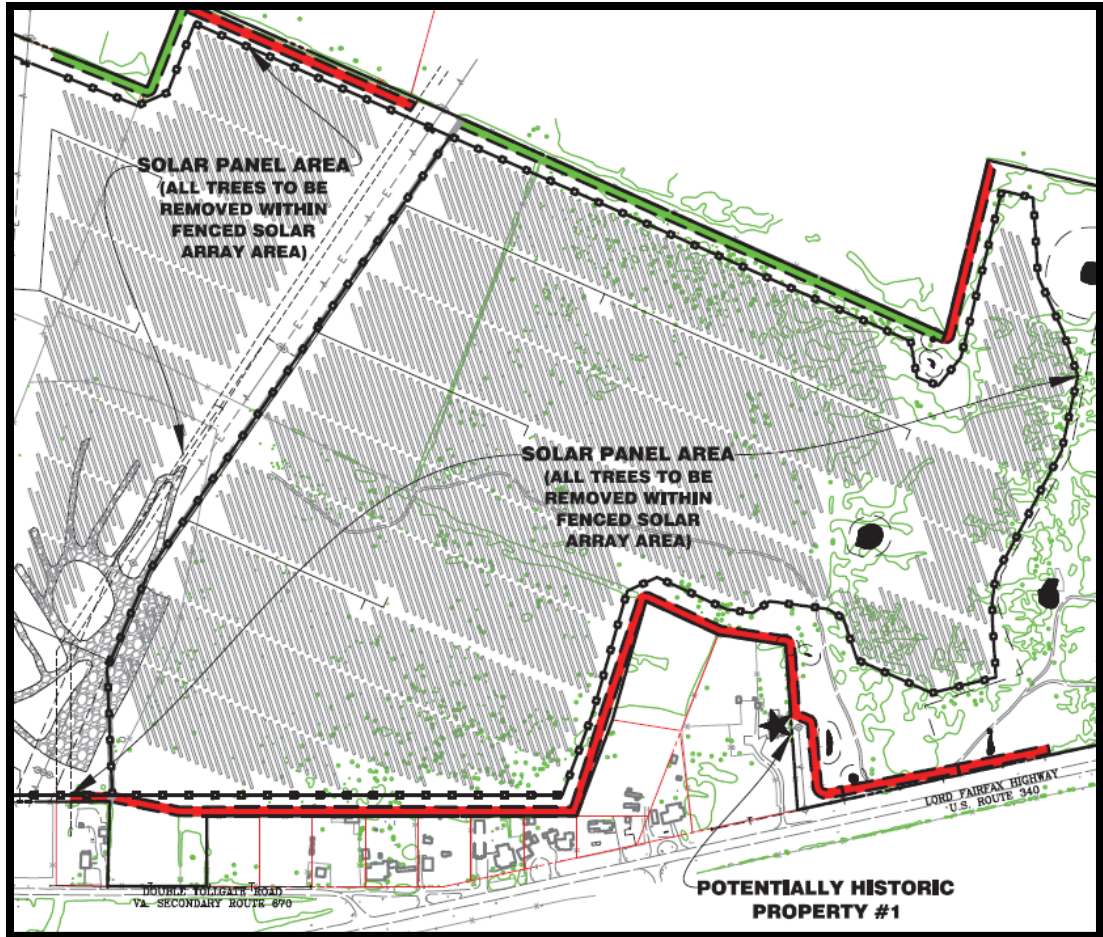 SOLAR PANEL AREA
(ALL TREES TO BE
REMOVED WITHIN
FENCED SOLAR
ARRAY AREA)
SOLAR PANEL AREA
(ALL TREES TO BE
REMOVED WITHIN
FENCED SOLAR
ARRAY AREA)
LORD FAIRFAX HIGHWAY
U.S. ROUTE 340
DOUBLE TOLLGATE ROAD
VA. SECONDARY ROUTE 670
POTENTIALLY HISTORIC
PROPERTY #1